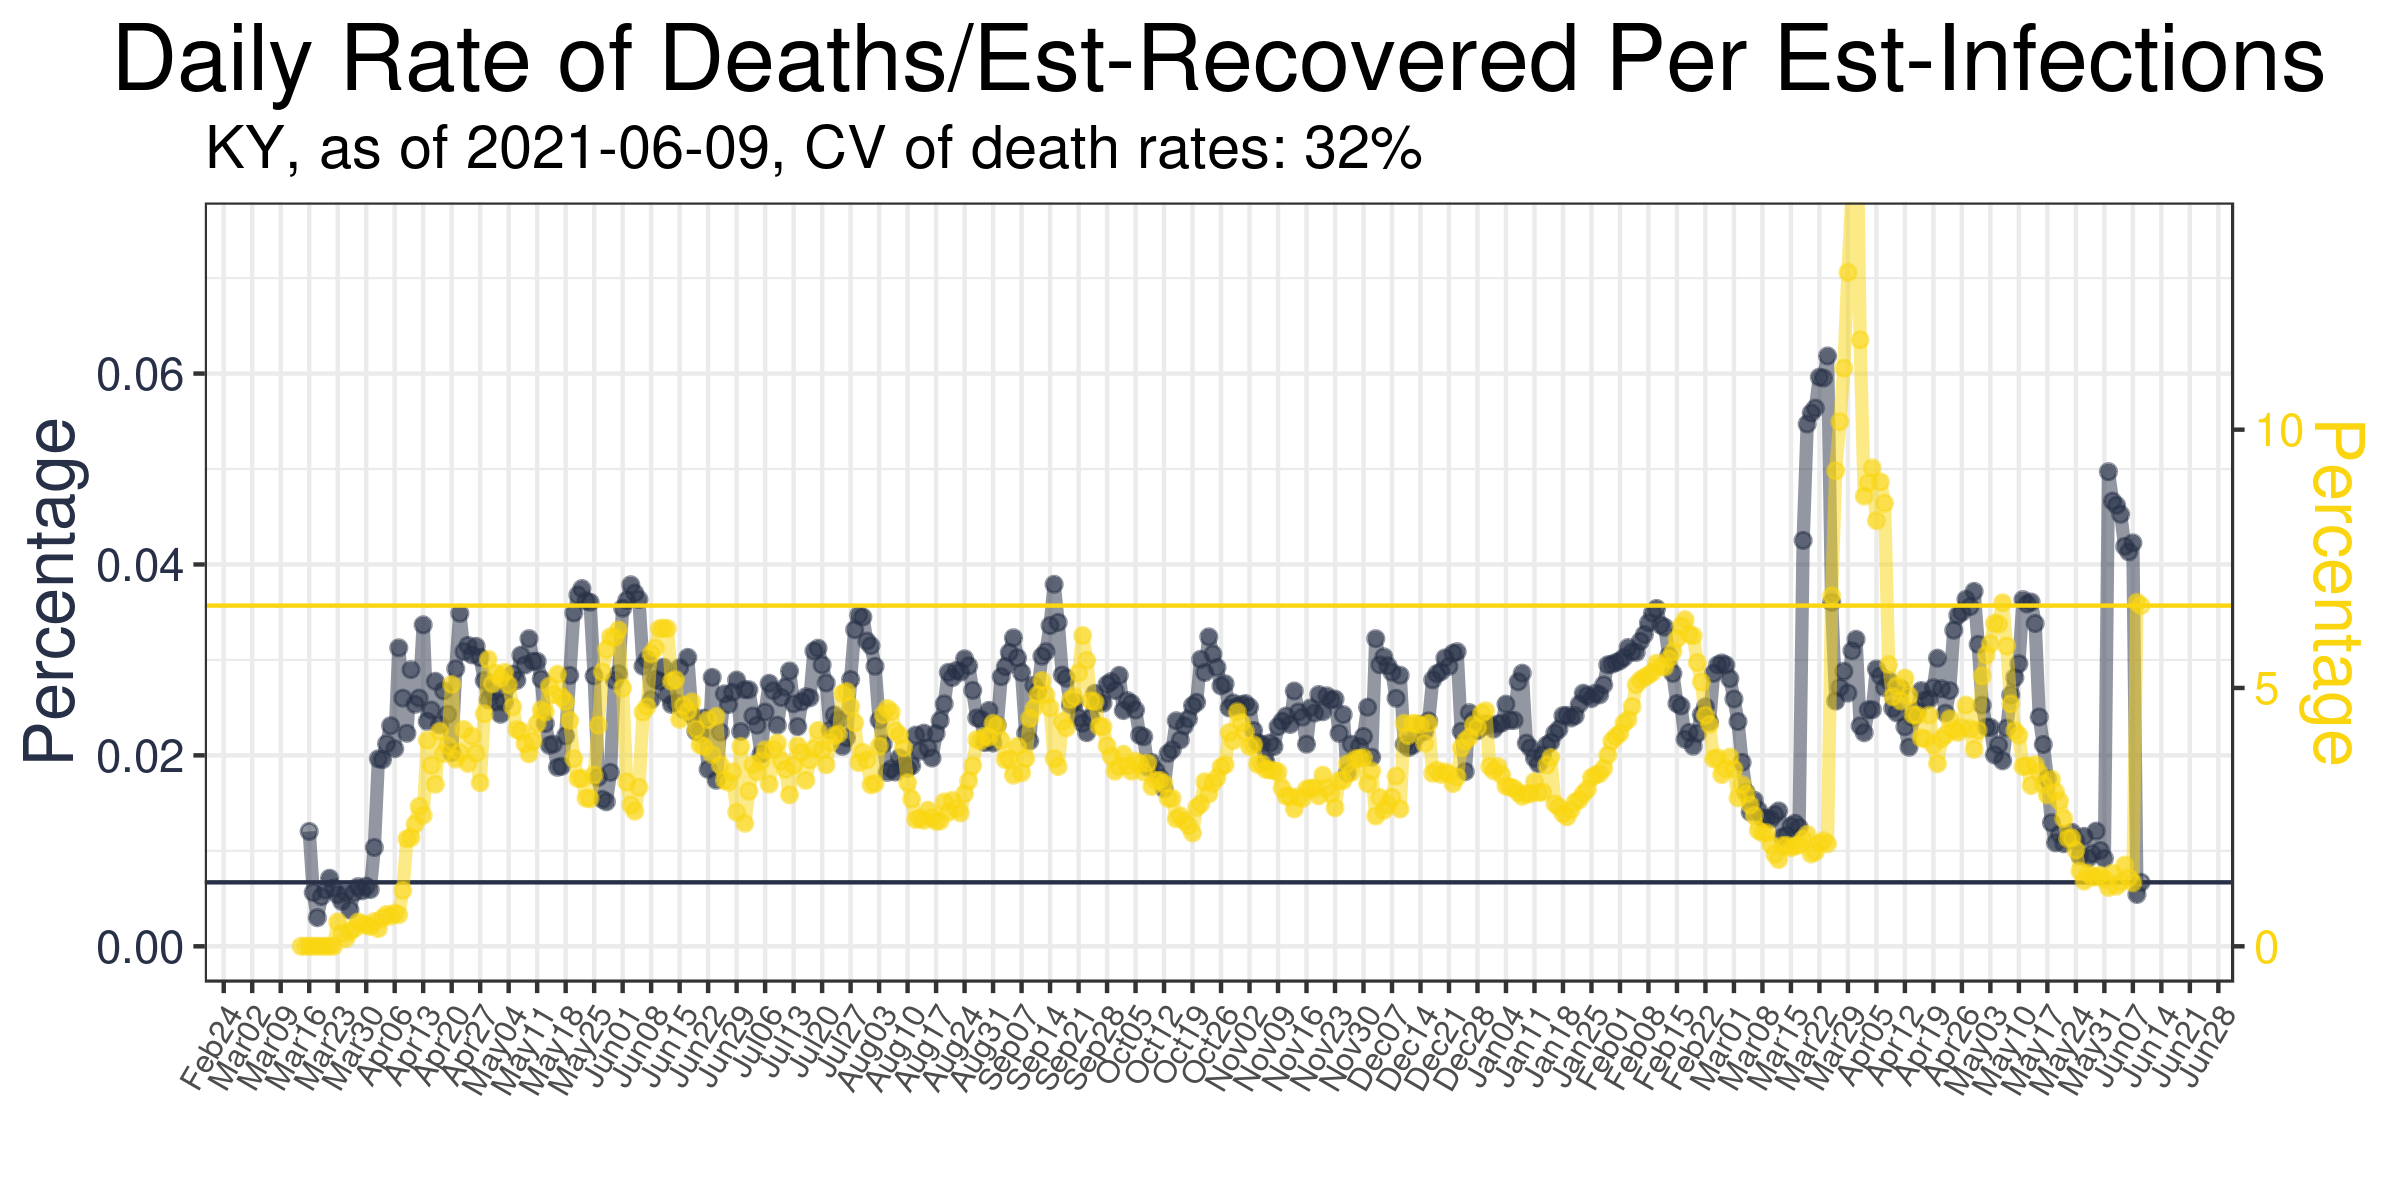 Daily Rate of Deaths/Est-Recovered Per Est-Infections
KY, as of 2021-06-09, CV of death rates: 32%
Percentage
0.06
0.04
0.02
0.00
10
5
0
Percentage
Feb24
Mar02
Mar09
Mar16
Mar23
Mar30
Apr06
Apr13
Apr20
Apr27
May04
May11
May18
May25
Jun01
Jun08
Jun15
Jun22
Jun29
Jul06
Jul13
Jul20
Jul27
Aug03
Aug10
Aug17
Aug24
Aug31
Sep07
Sep14
Sep21
Sep28
Oct05
Oct12
Oct19
Oct26
Nov02
Nov09
Nov16
Nov23
Nov30
Dec07
Dec14
Dec21
Dec28
Jan04
Jan11
Jan18
Jan25
Feb01
Feb08
Feb15
Feb22
Mar01
Mar08
Mar15
Mar22
Mar29
Apr05
Apr12
Apr19
Apr26
May03
May10
May17
May24
May31
Jun07
Jun14
Jun21
Jun28